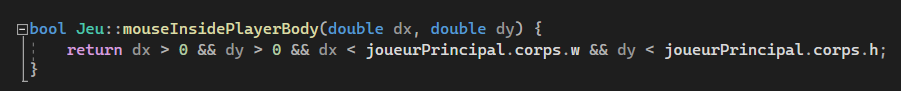 bool Jeu::mouseInsidePlayerBody(double dx, double dy) {
return dx > 0 && dy > 0 && dx < joueurPrincipal.corps.w && dy < joueurPrincipal.corps.h;
}